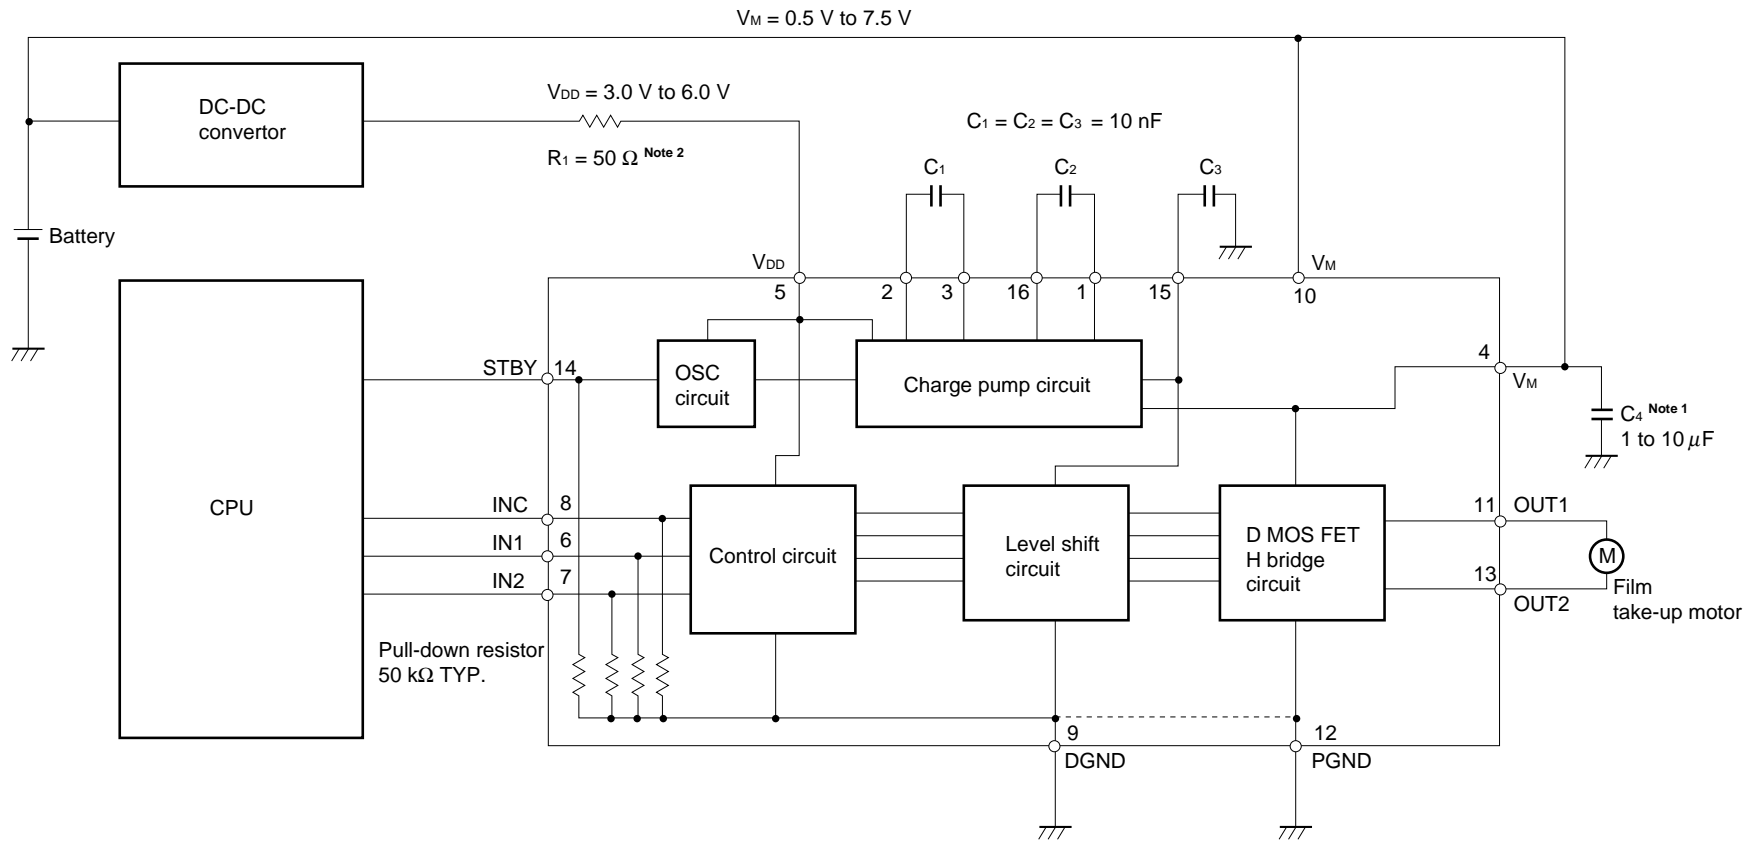 VM = 0.5 V to 7.5 V
DC-DC
convertor
VDD = 3.0 V to 6.0 V
R1 = 50 Ω Note 2
C1 = C2 = C3 = 10 nF
C1
C2
C3
Battery
VDD
5
2
3
16
1
15
VM
10
STBY
14
OSC
circuit
Charge pump circuit
4
VM
C4 Note 1
1 to 10 μF
CPU
INC
8
IN1
6
IN2
7
Control circuit
Level shift
circuit
D MOS FET
H bridge
circuit
11
OUT1
M
13
OUT2
Film
take-up motor
Pull-down resistor
50 kΩ TYP.
9
DGND
12
PGND